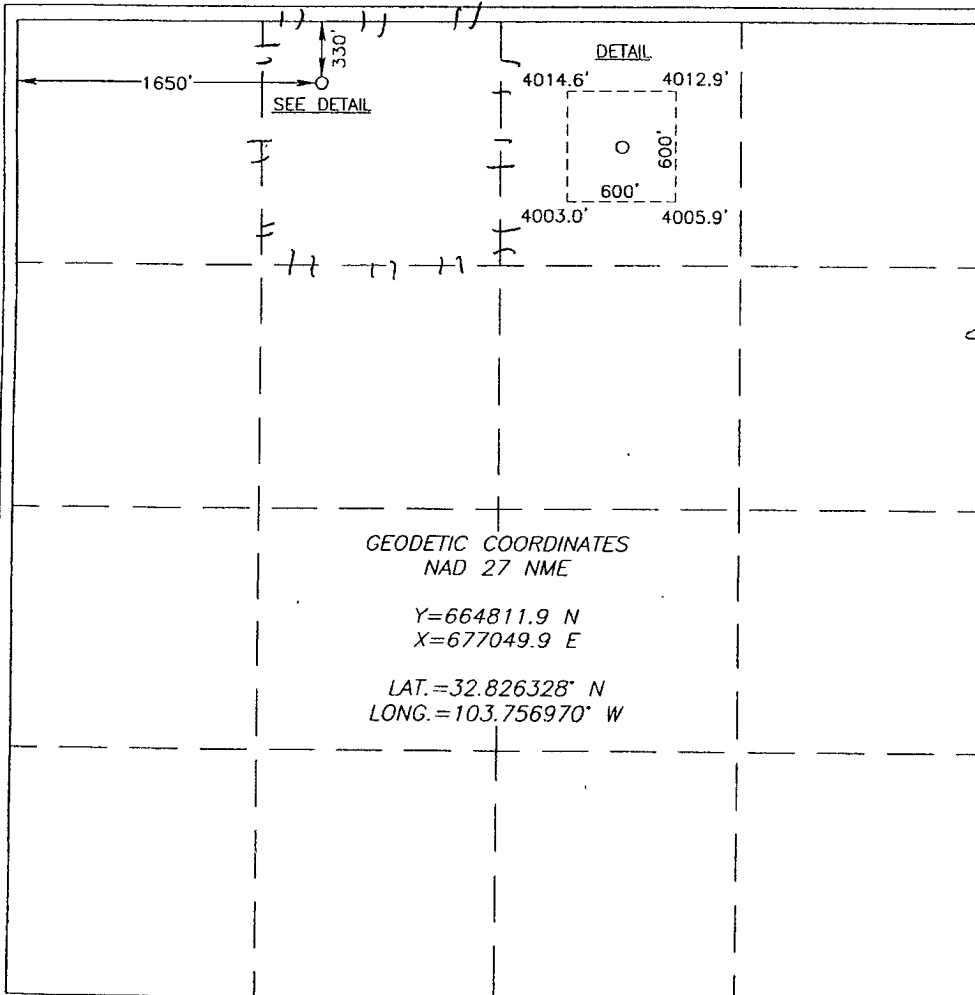 330'
1650'
SEE DETAIL
DETAIL
4014.6' 4012.9'
600'
600'
4003.0' 4005.9'
GEODETIC COORDINATES
NAD 27 NME
Y=664811.9 N
X=677049.9 E
LAT.=32.826328° N
LONG.=103.756970° W